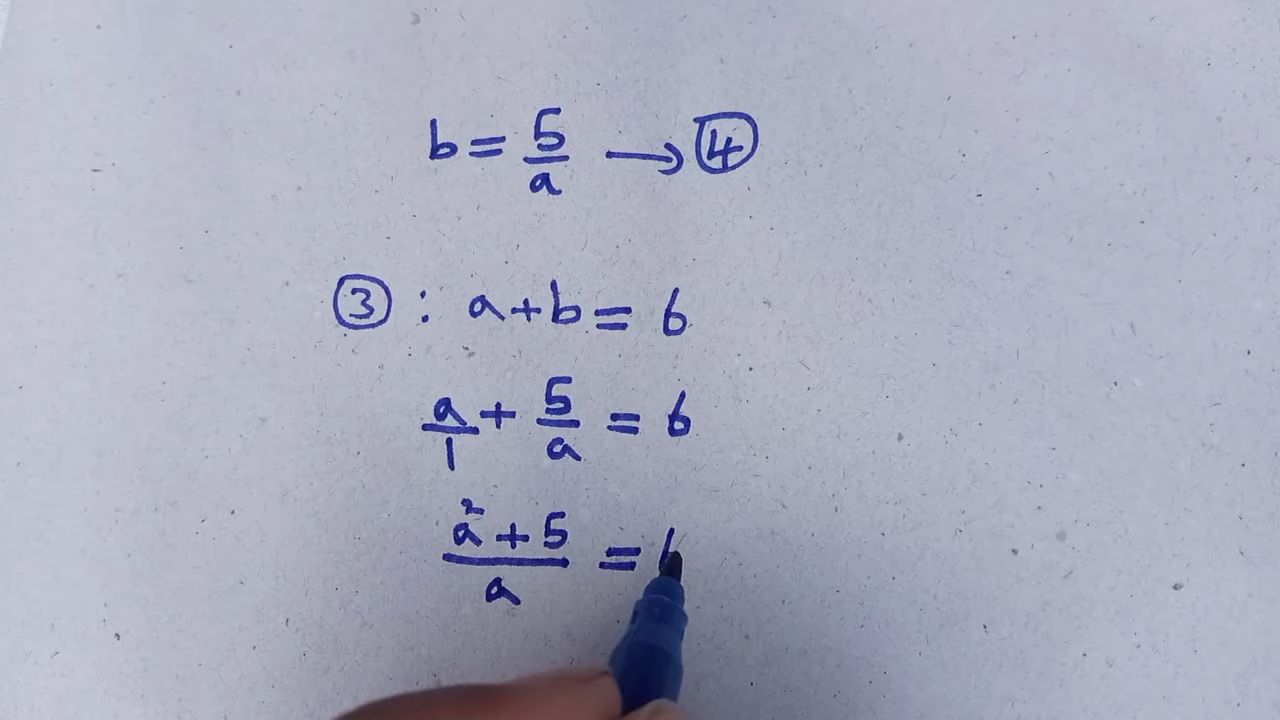 b = 5/a → ④
③ : a + b = 6
a/1 + 5/a = 6
a² + 5/a = 6